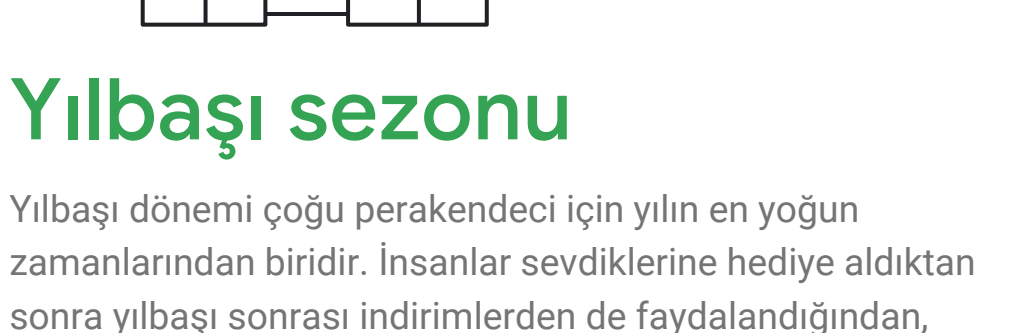 Yılbaşı sezonu
Yılbaşı dönemi çoğu perakendeci için yılın en yoğun
zamanlarından biridir. İnsanlar sevdiklerine hediye aldıktan
sonra yılbaşı sonrası indirimlerden de faydalandığından,